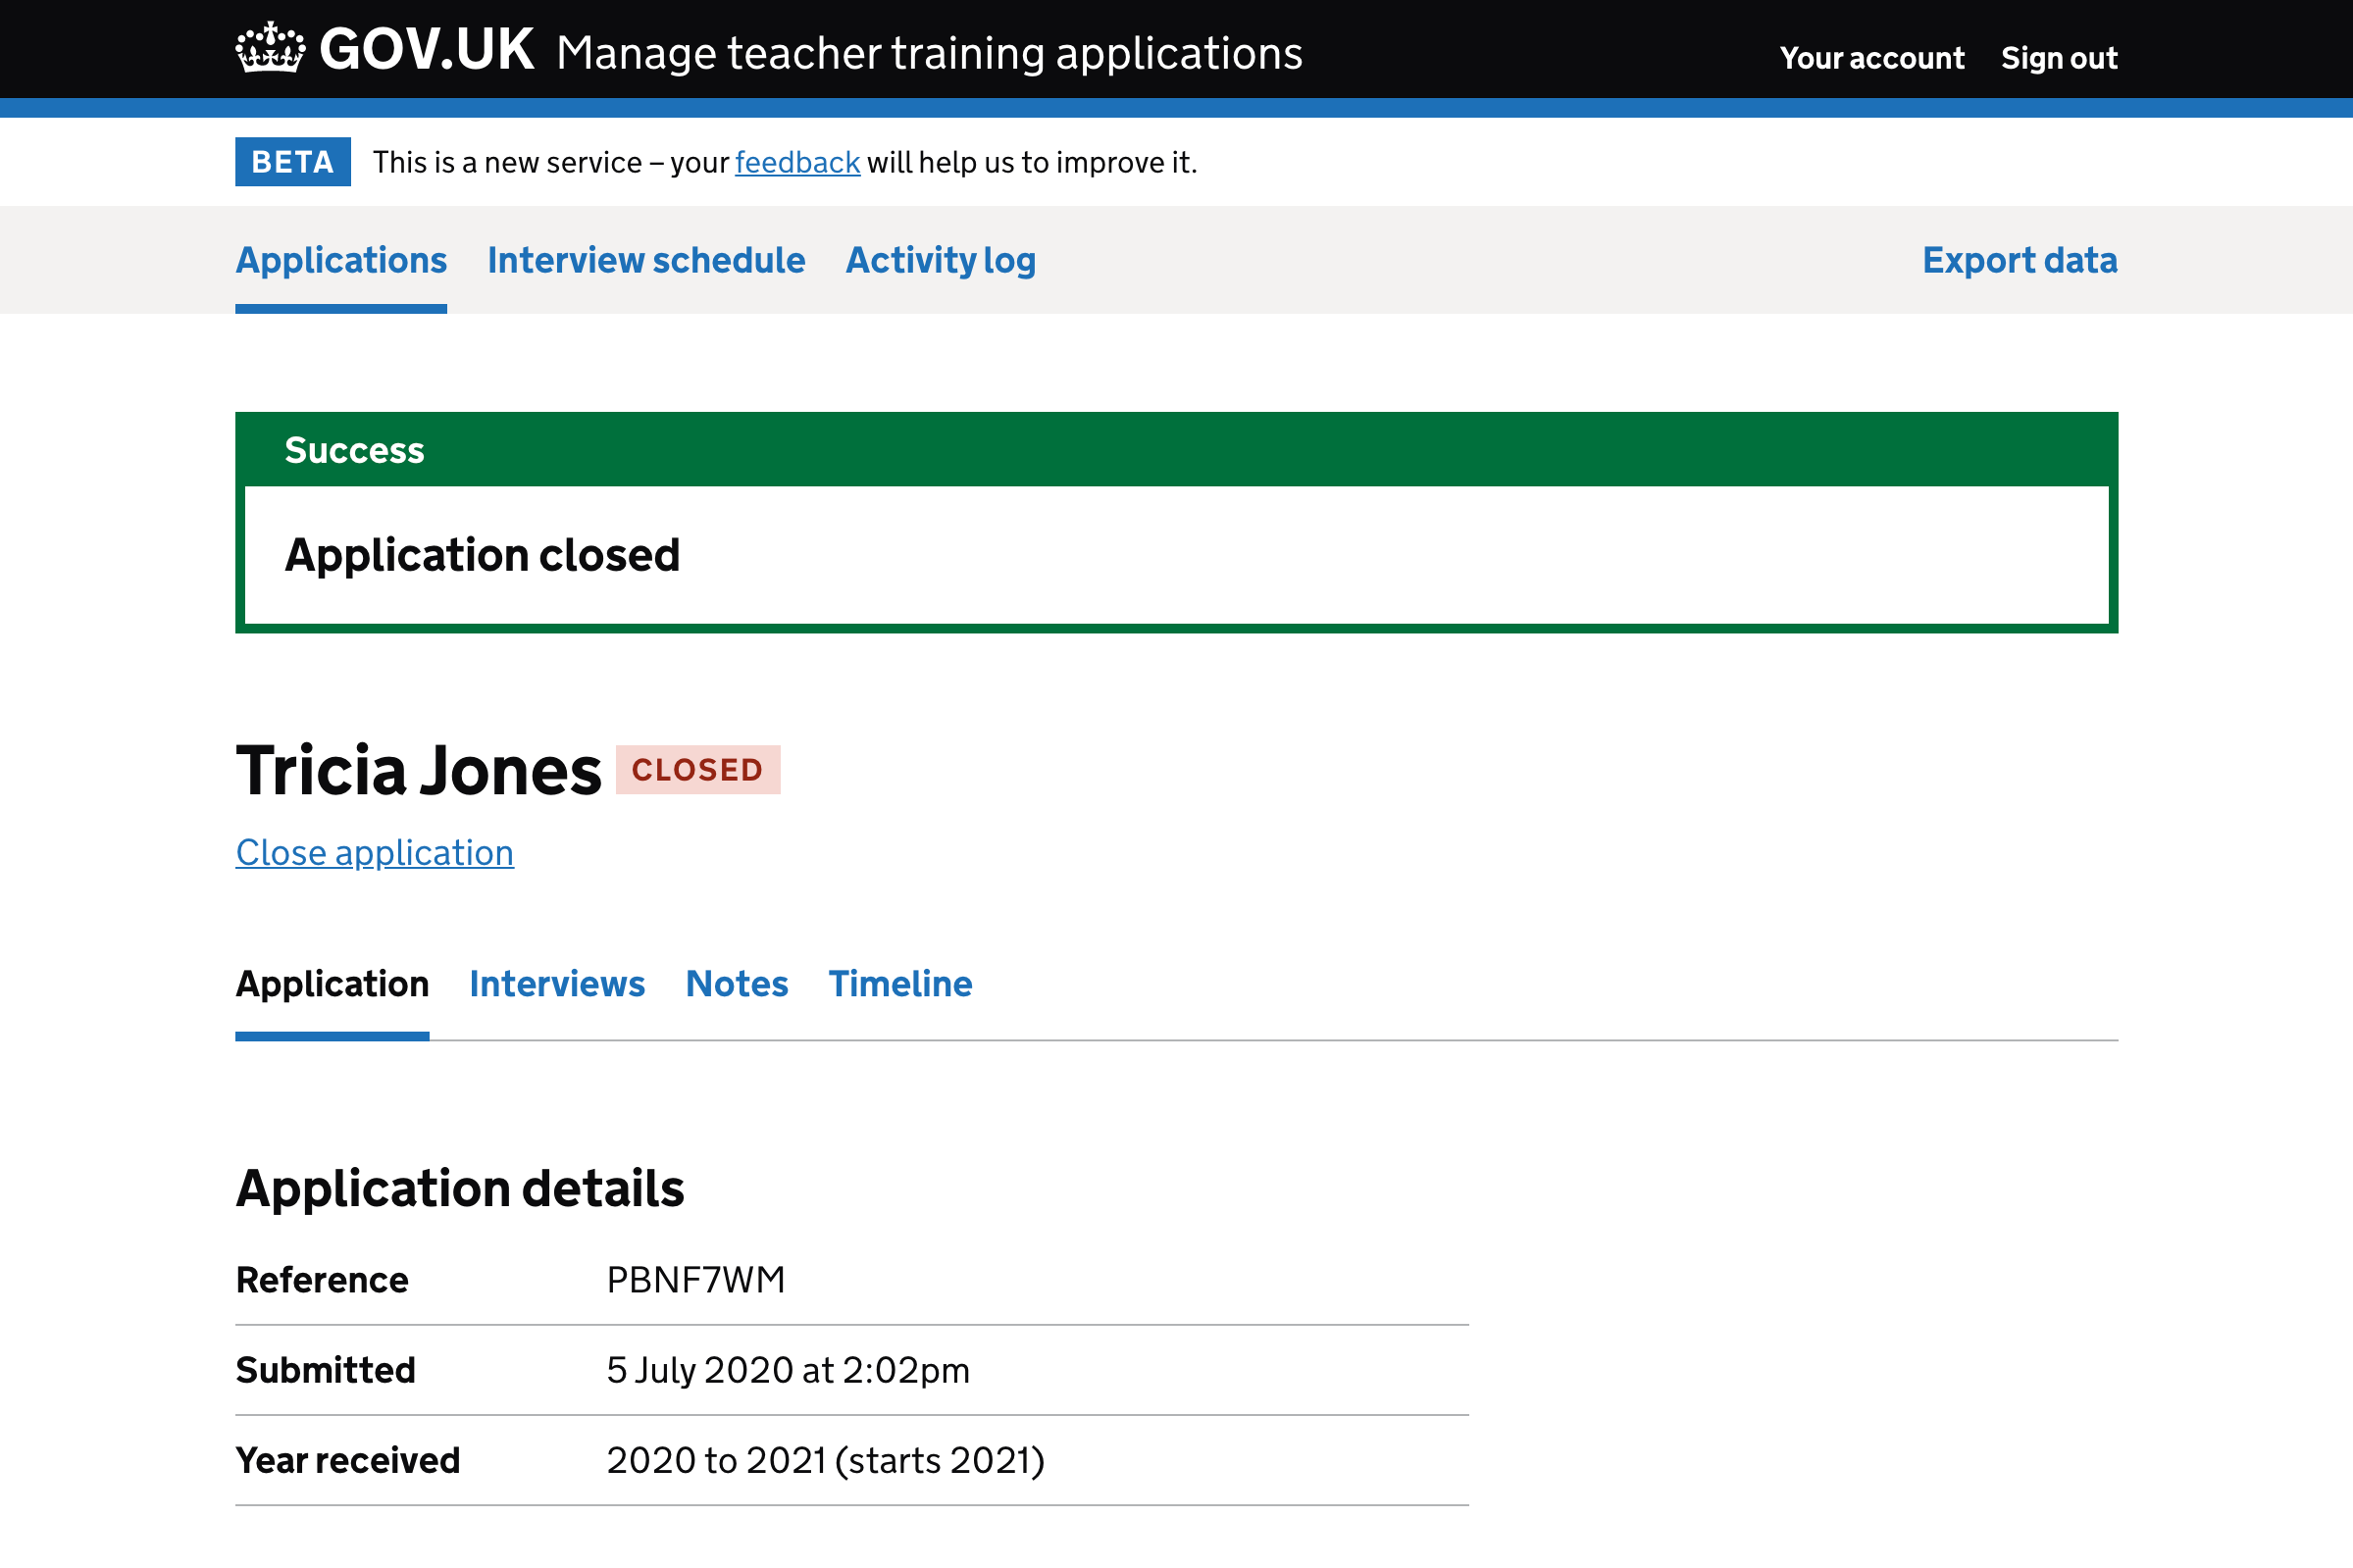 GOV.UK Manage teacher training applications Your account Sign out
BETA This is a new service – your feedback will help us to improve it.
Applications Interview schedule Activity log Export data
Success
Application closed
Tricia Jones CLOSED
Close application
Application Interviews Notes Timeline
Application details
Reference PBNF7WM
Submitted 5 July 2020 at 2:02pm
Year received 2020 to 2021 (starts 2021)